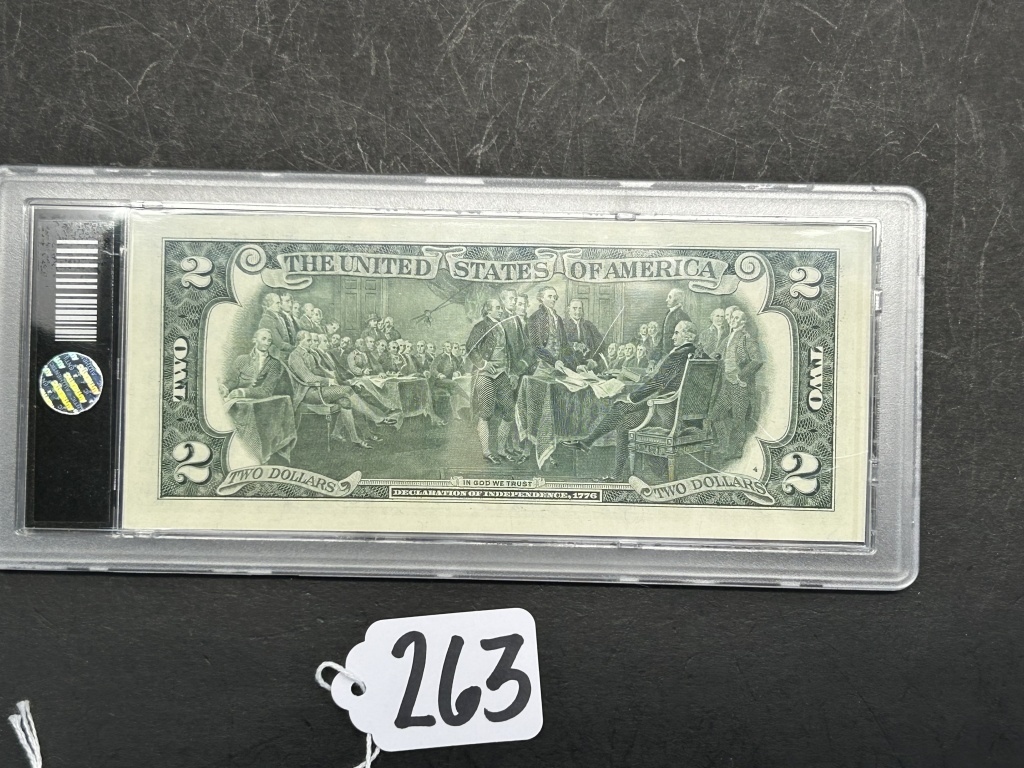 2 THE UNITED STATES OF AMERICA 2
TWO TWO
2 TWO DOLLARS IN GOD WE TRUST TWO DOLLARS 2
4
DECLARATION OF INDEPENDENCE, 1776
263